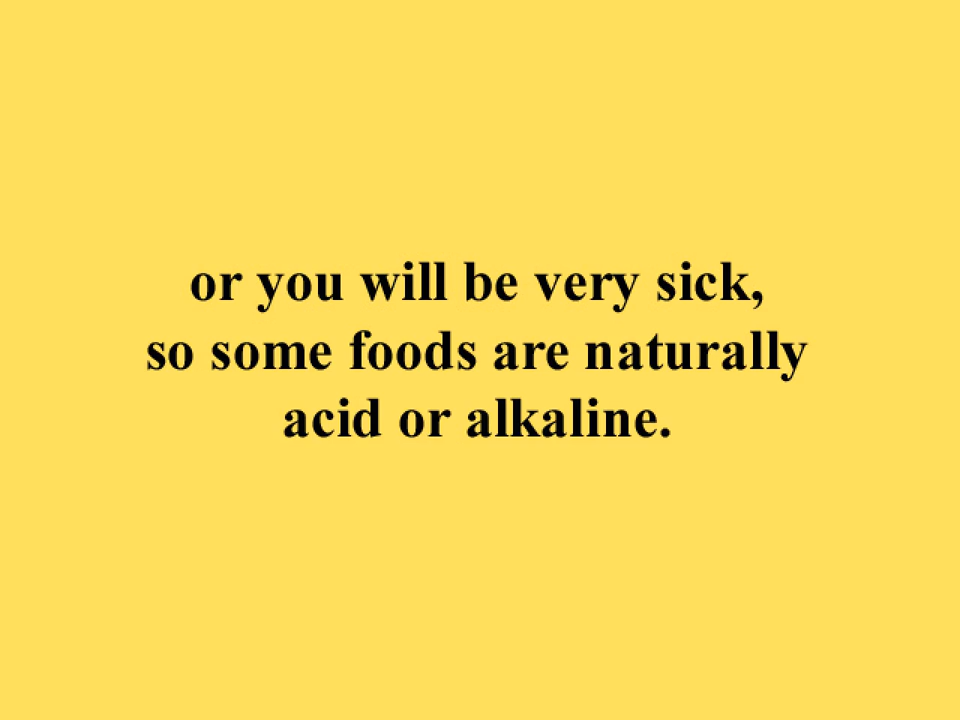 or you will be very sick,
so some foods are naturally
acid or alkaline.